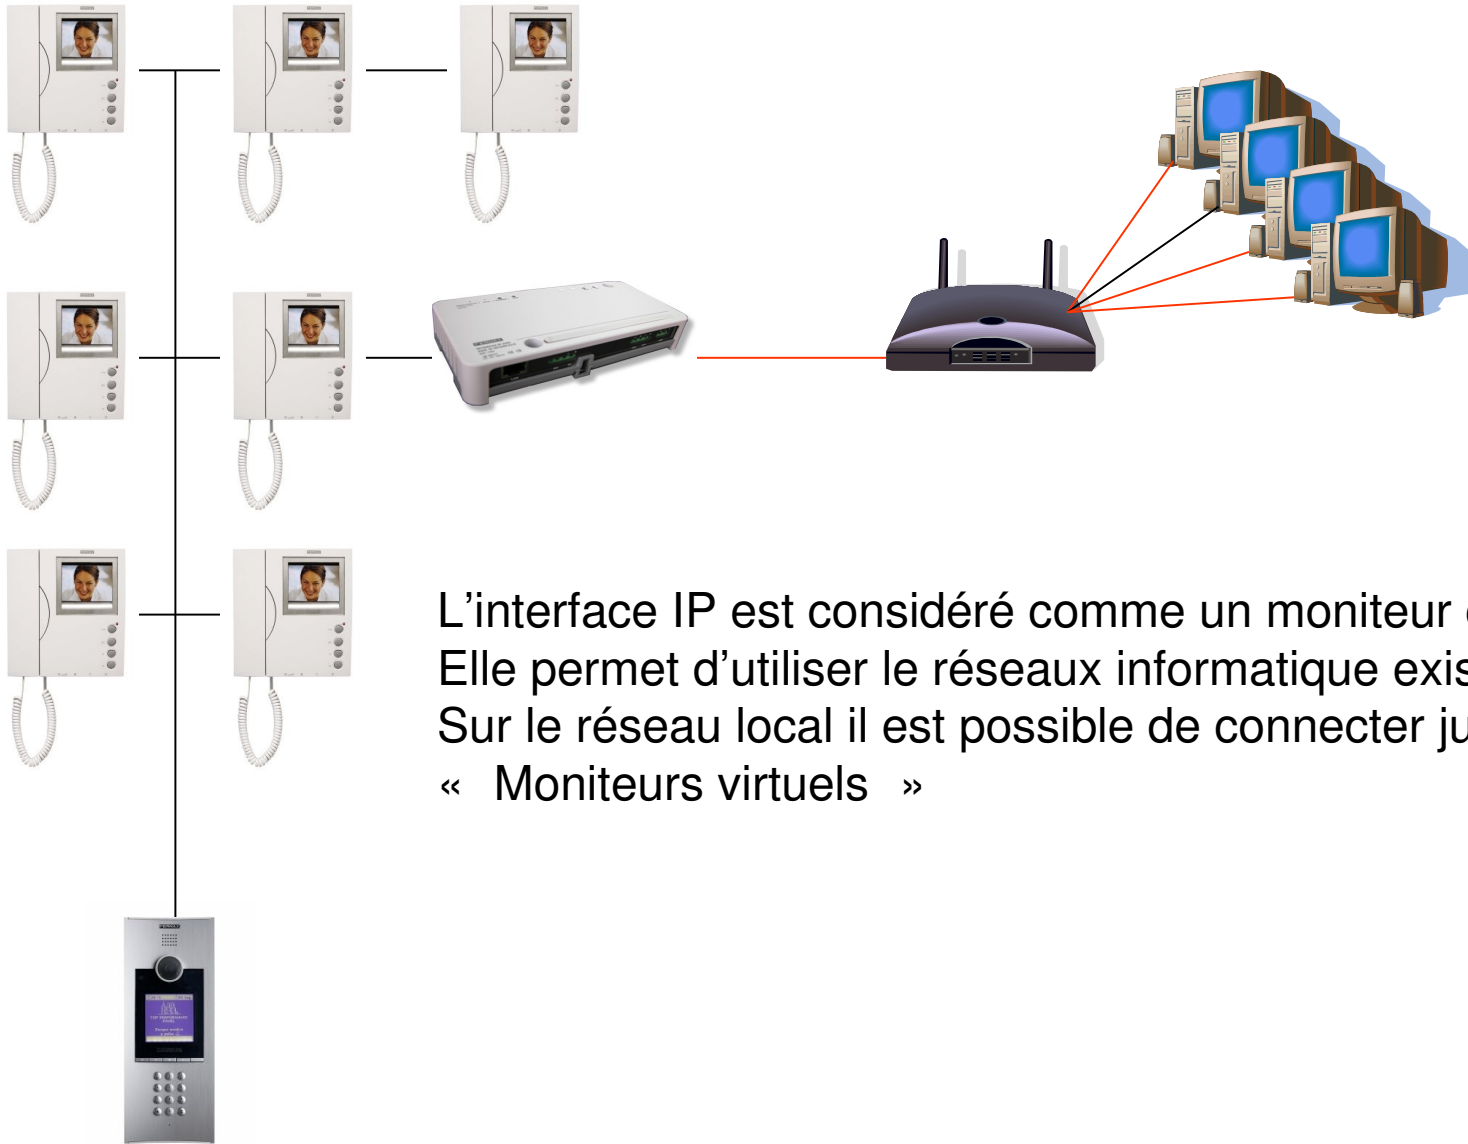 L’interface IP est considéré comme un moniteur
Elle permet d’utiliser le réseaux informatique exis
Sur le réseau local il est possible de connecter ju
«  Moniteurs virtuels  »